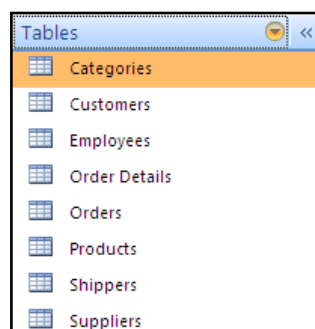 Tables «
Categories
Customers
Employees
Order Details
Orders
Products
Shippers
Suppliers